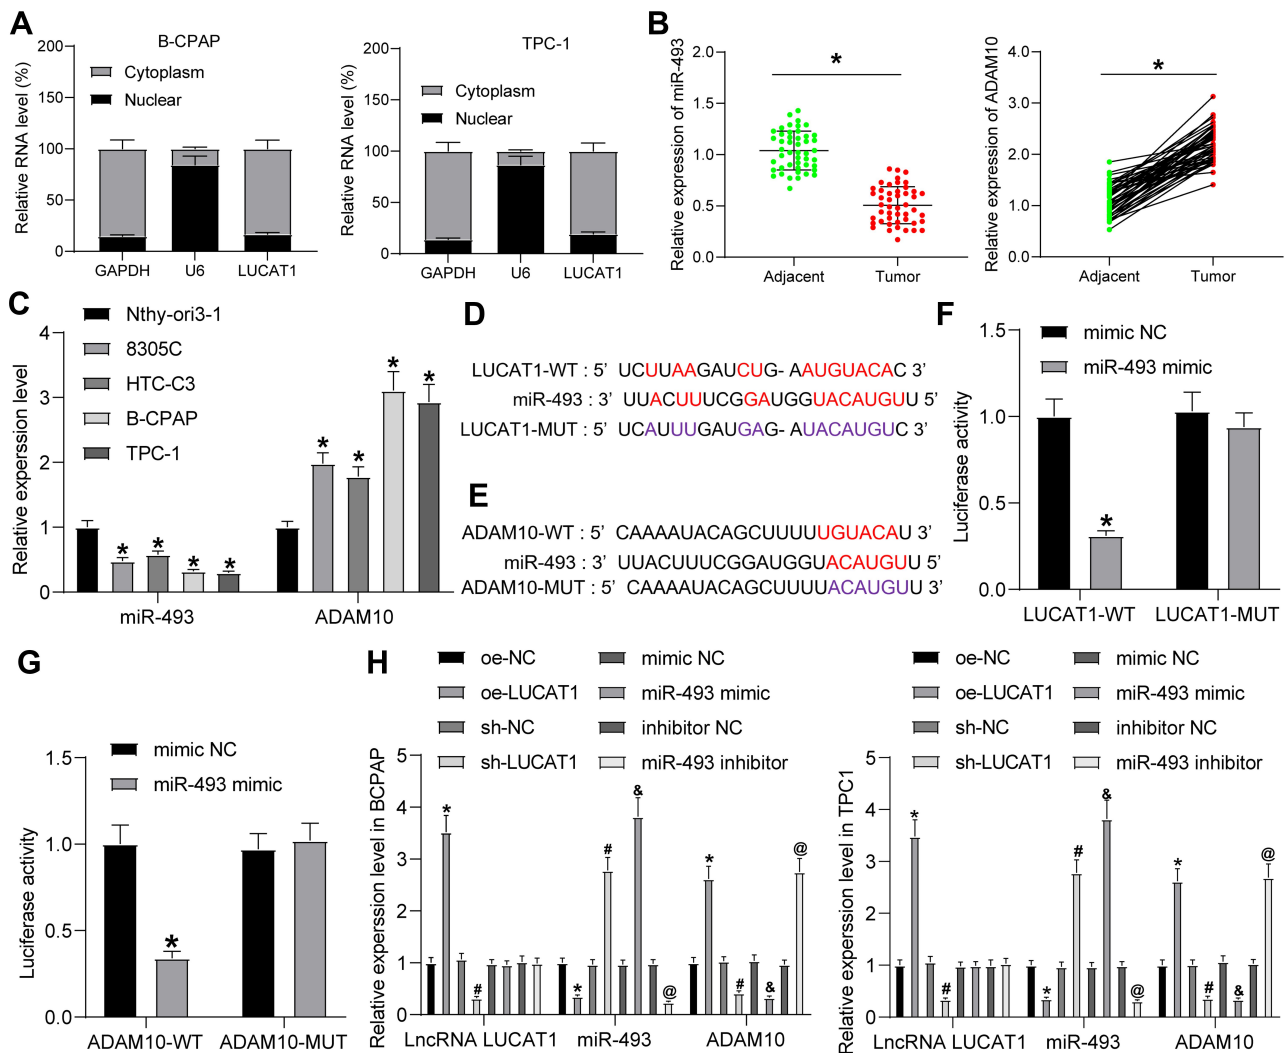 A
B-CPAP
Relative RNA level (%)
200
150
100
50
0
Cytoplasm
Nuclear
GAPDH U6 LUCAT1
TPC-1
Relative RNA level (%)
200
150
100
50
0
Cytoplasm
Nuclear
GAPDH U6 LUCAT1
B
Relative expression of miR-493
2.0
1.5
1.0
0.5
0.0
*
Adjacent Tumor
Relative expression of ADAM10
4.0
3.0
2.0
1.0
0.0
*
Adjacent Tumor
C
Relative experssion level
4
3
2
1
0
Nthy-ori3-1
8305C
HTC-C3
B-CPAP
TPC-1
* * * * * * * *
miR-493 ADAM10
D
LUCAT1-WT : 5’ UCUUAAGAUCUG- AAUGUACAC 3’
miR-493 : 3’ UUACUUUCGGAUGGUACAUGUU 5’
LUCAT1-MUT : 5’ UCAUUUGAUGAG- AUACAUGUC 3’
E
ADAM10-WT : 5’ CAAAAUACAGCUUUUUGUACAU 3’
miR-493 : 3’ UUACUUUCGGAUGGUACAUGUU 5’
ADAM10-MUT : 5’ CAAAAUACAGCUUUUACAUGUU 3’
F
Luciferase activity
1.5
1.0
0.5
0.0
mimic NC
miR-493 mimic
*
LUCAT1-WT LUCAT1-MUT
G
Luciferase activity
1.5
1.0
0.5
0.0
mimic NC
miR-493 mimic
*
ADAM10-WT ADAM10-MUT
H
oe-NC mimic NC
oe-LUCAT1 miR-493 mimic
sh-NC inhibitor NC
sh-LUCAT1 miR-493 inhibitor
Relative experssion level in BCPAP
5
4
3
2
1
0
* # * # & @ * # & @
LncRNA LUCAT1 miR-493 ADAM10
oe-NC mimic NC
oe-LUCAT1 miR-493 mimic
sh-NC inhibitor NC
sh-LUCAT1 miR-493 inhibitor
Relative experssion level in TPC1
5
4
3
2
1
0
* # * # & @ * # & @
LncRNA LUCAT1 miR-493 ADAM10